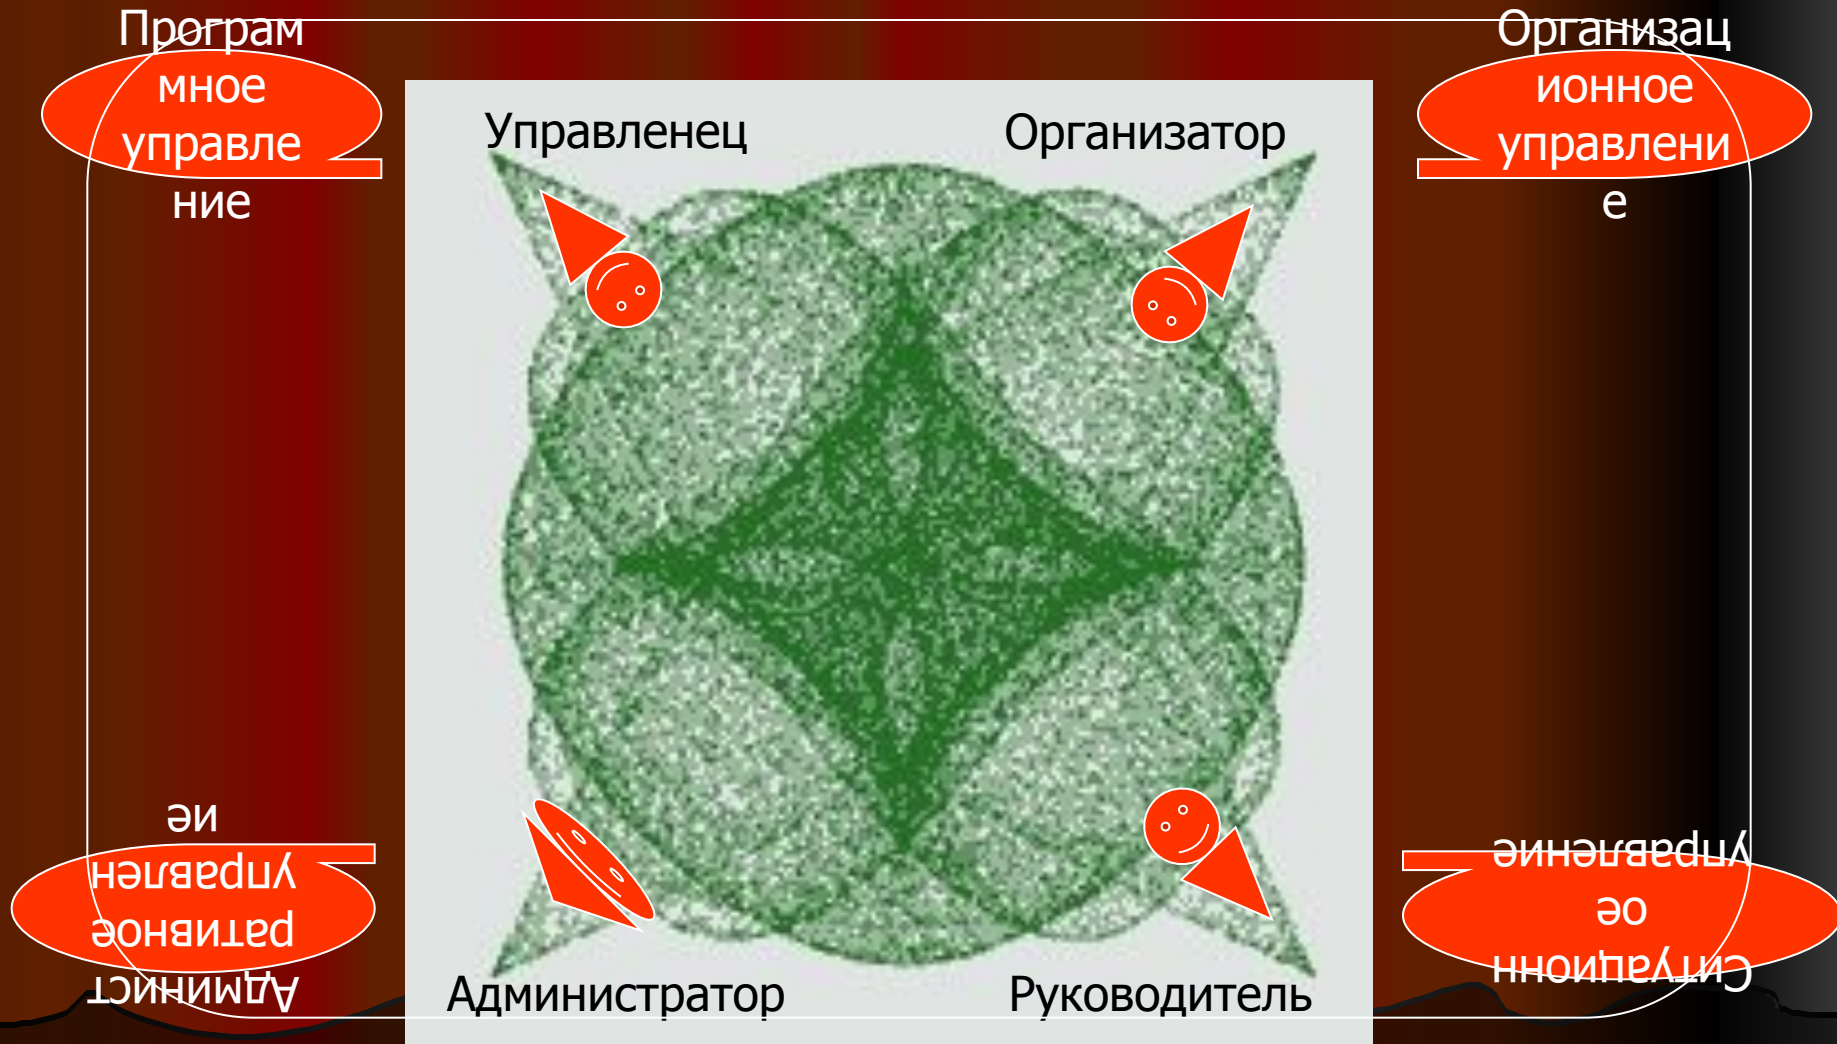 Програм
мное
управле
ние
Организац
ионное
управлени
е
Управленец
Организатор
Админист
ративное
управлен
ие
Ситуационн
ое
управление
Администратор
Руководитель